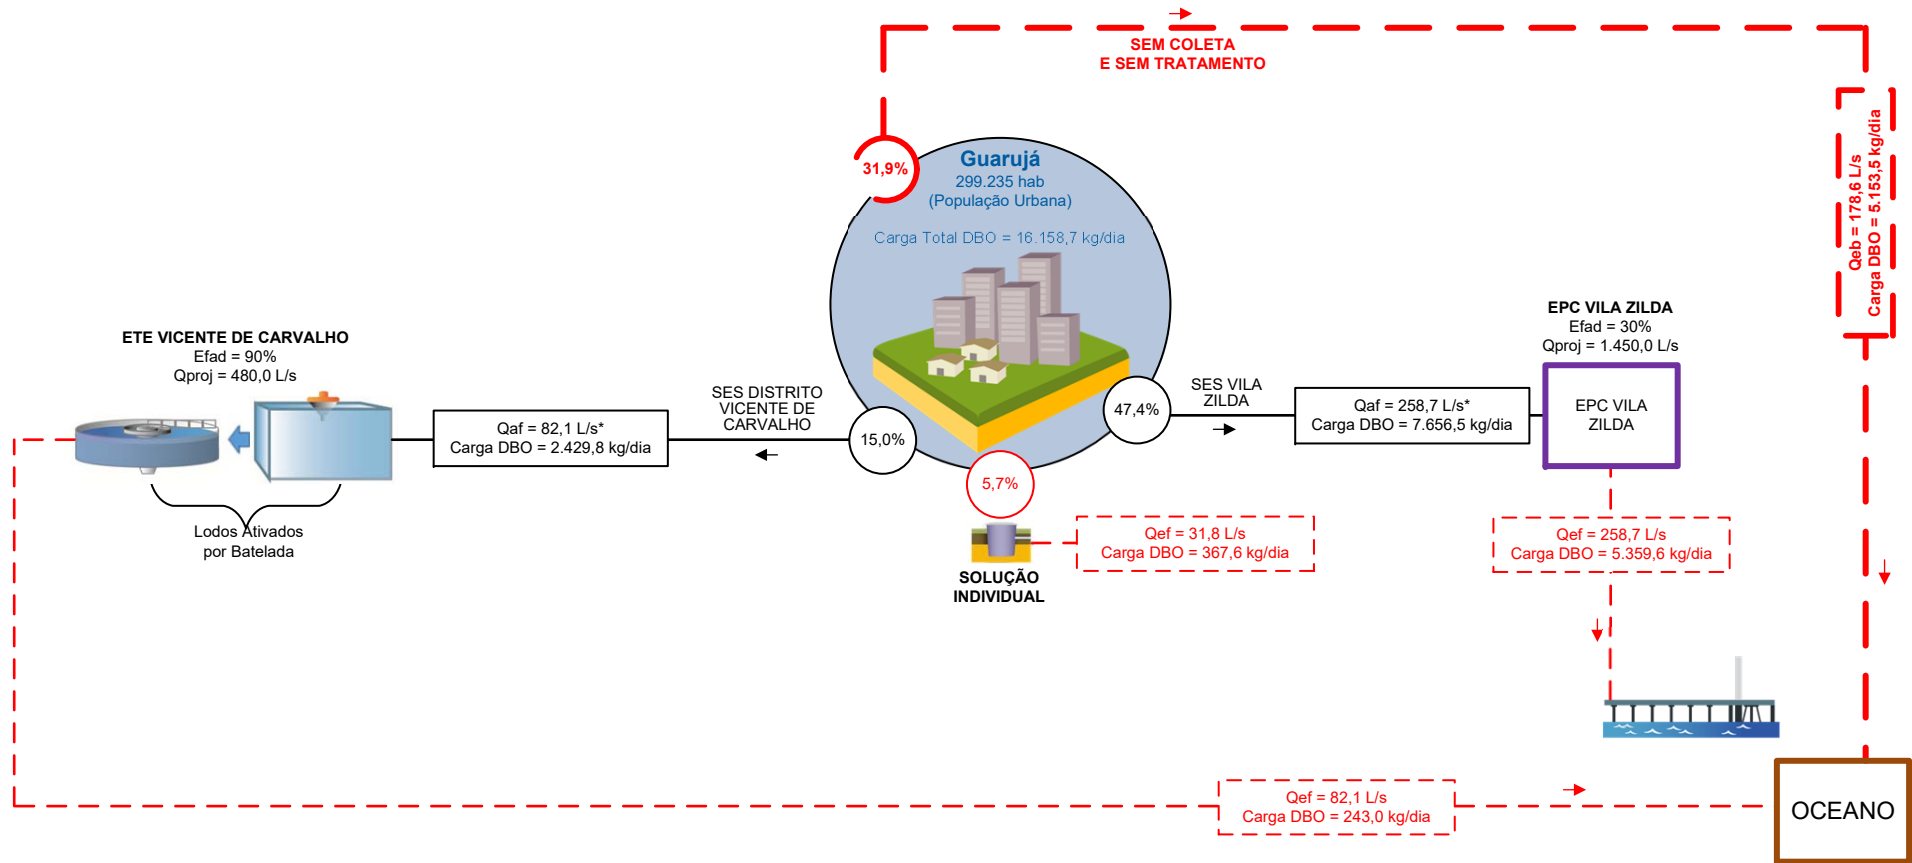 SEM COLETA
E SEM TRATAMENTO
31,9%
Guarujá
299.235 hab
(População Urbana)
Carga Total DBO = 16.158,7 kg/dia
Qeb = 178,6 L/s
Carga DBO = 5.153,5 kg/dia
ETE VICENTE DE CARVALHO
Efad = 90%
Qproj = 480,0 L/s
EPC VILA ZILDA
Efad = 30%
Qproj = 1.450,0 L/s
SES DISTRITO
VICENTE DE
CARVALHO
SES VILA
ZILDA
Qaf = 82,1 L/s*
Carga DBO = 2.429,8 kg/dia
15,0%
47,4%
Qaf = 258,7 L/s*
Carga DBO = 7.656,5 kg/dia
EPC VILA
ZILDA
5,7%
Lodos Ativados
por Batelada
Qef = 31,8 L/s
Carga DBO = 367,6 kg/dia
Qef = 258,7 L/s
Carga DBO = 5.359,6 kg/dia
SOLUÇÃO
INDIVIDUAL
Qef = 82,1 L/s
Carga DBO = 243,0 kg/dia
OCEANO